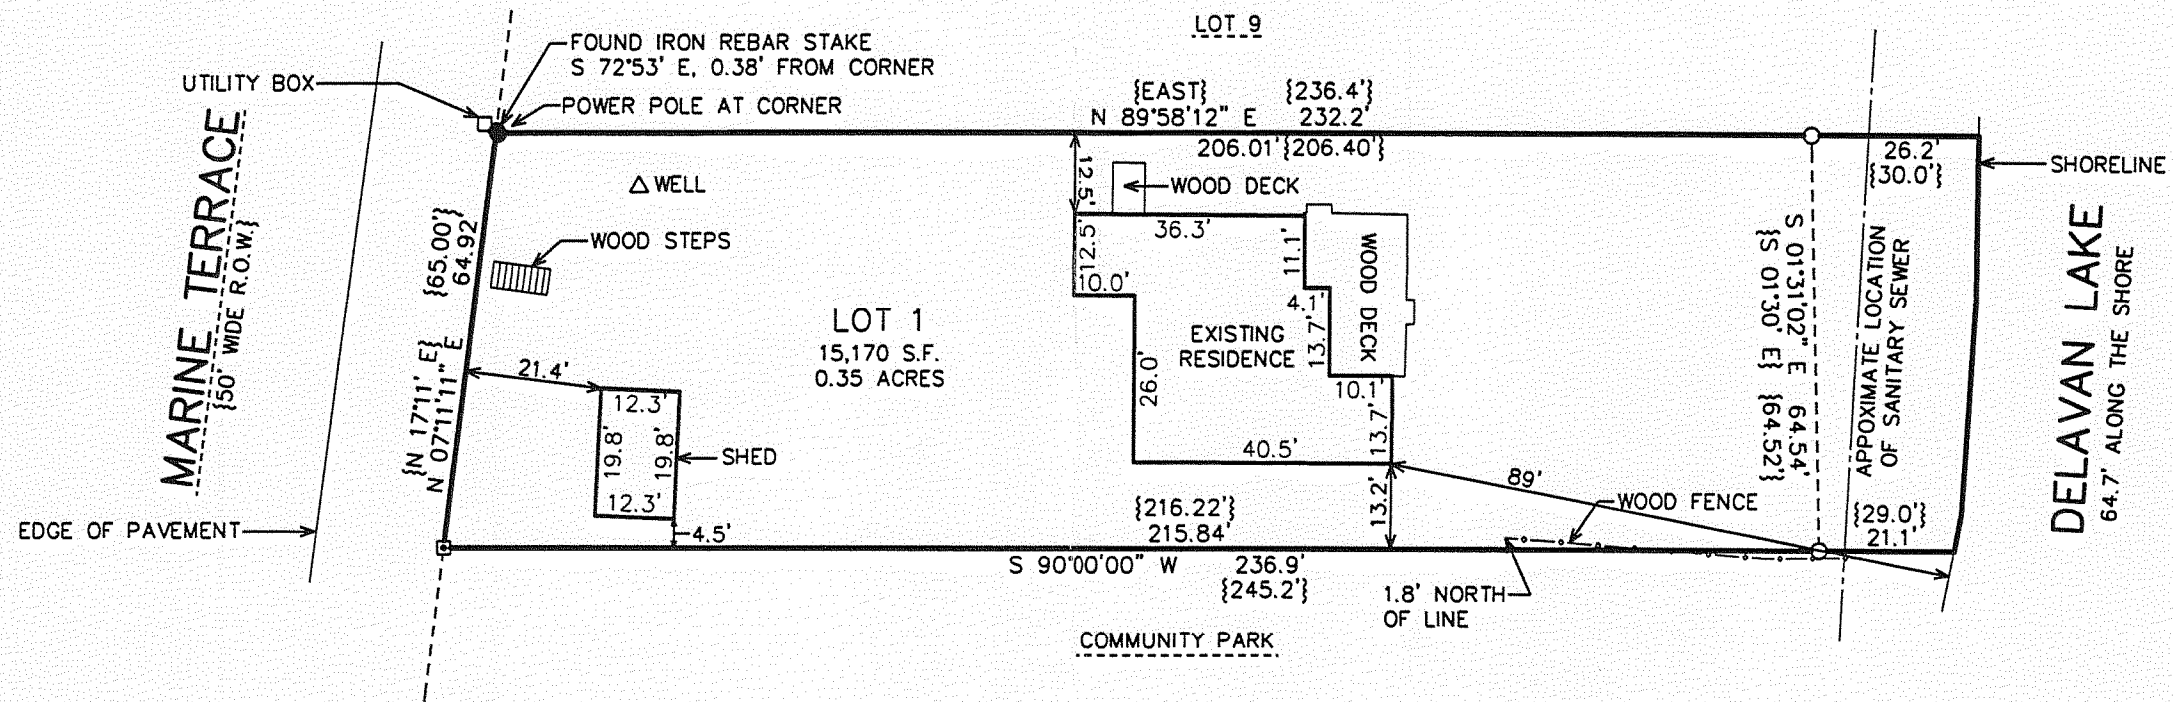 LOT 9
FOUND IRON REBAR STAKE
S 72°53' E, 0.38' FROM CORNER
UTILITY BOX
POWER POLE AT CORNER
{EAST} {236.4'}
N 89°58'12" E 232.2'
206.01' {206.40'}
26.2'
{30.0'}
SHORELINE
MARINE TERRACE
{50' WIDE R.O.W.}
EDGE OF PAVEMENT
{65.00'}
64.92'
{N 17°11' E}
N 07°11'11" E
WELL
WOOD STEPS
21.4'
12.3'
19.8'
19.8'
12.3'
SHED
4.5'
LOT 1
15,170 S.F.
0.35 ACRES
12.5'
WOOD DECK
36.3'
12.5'
10.0'
11.1'
4.1'
WOOD DECK
EXISTING
RESIDENCE
13.7'
26.0'
10.1'
13.7'
40.5'
13.2'
89'
WOOD FENCE
{216.22'}
215.84'
S 90°00'00" W 236.9'
{245.2'}
1.8' NORTH
OF LINE
S 01°31'02" E 64.54'
{S 01°30' E} {64.52'}
APPOXIMATE LOCATION
OF SANITARY SEWER
{29.0'}
21.1'
DELAVAN LAKE
64.7' ALONG THE SHORE
COMMUNITY PARK